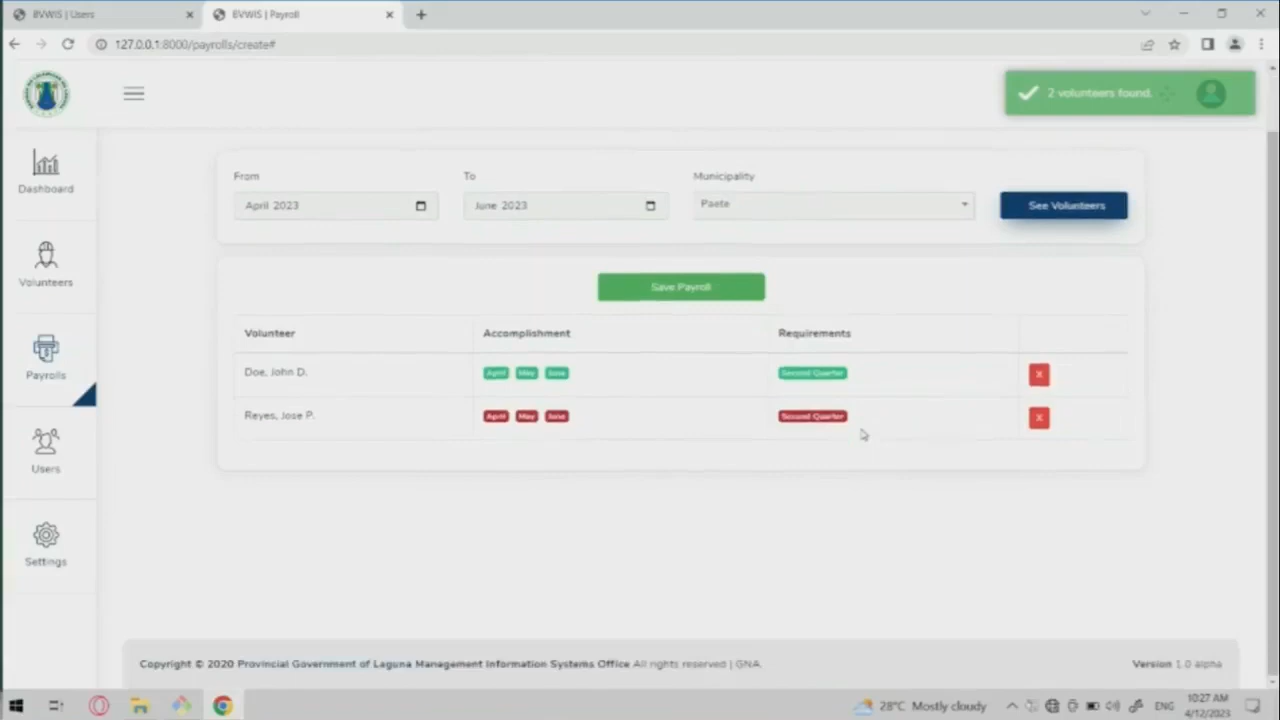 BVWIS | Users
BVWIS | Payroll
127.0.0.1:8000/payrolls/create#
2 volunteers found.
Dashboard
Volunteers
Payrolls
Users
Settings
From
To
Municipality
April 2023
June 2023
Paete
See Volunteers
Save Payroll
Volunteer Accomplishment Requirements
Doe, John D. April May June Second Quarter X
Reyes, Jose P. April May June Second Quarter X
Copyright © 2020 Provincial Government of Laguna Management Information Systems Office All rights reserved | GNA.
Version 1.0 alpha
28°C Mostly cloudy
ENG
10:27 AM
4/12/2023